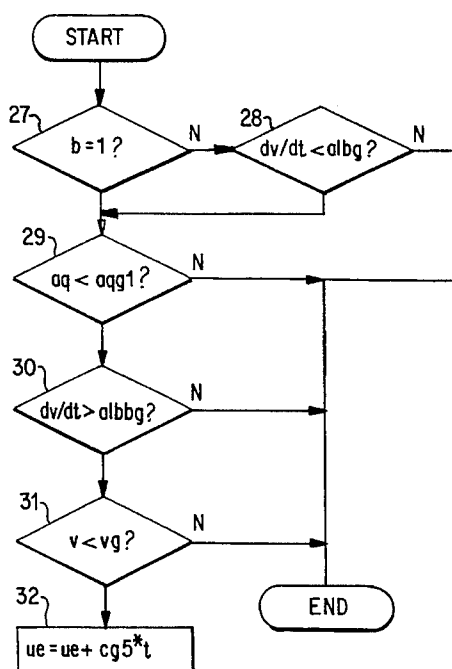 START
27
b=1?
N
28
dv/dt<albg?
N
29
aq<aqg1?
N
30
dv/dt>albbg?
N
31
v<vg?
N
32
ue=ue+cg5*t
END